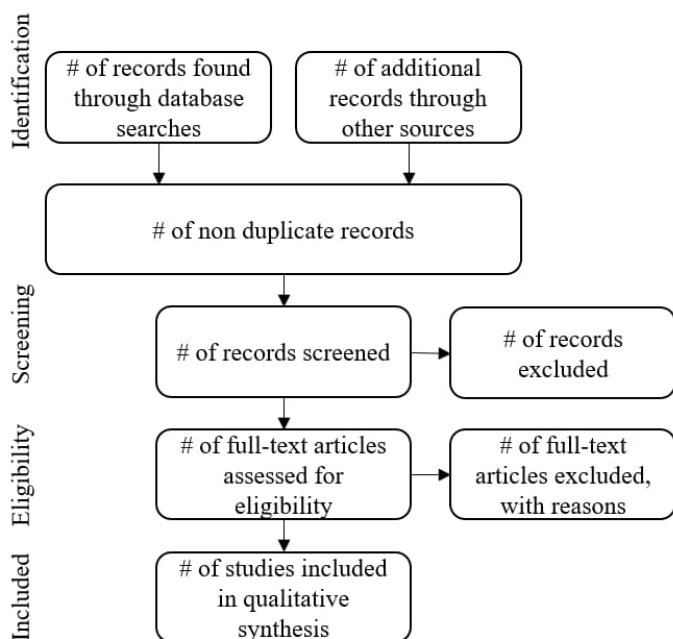 Identification
# of records found
through database
searches
# of additional
records through
other sources
# of non duplicate records
Screening
# of records screened
# of records
excluded
Eligibility
# of full-text articles
assessed for
eligibility
# of full-text
articles excluded,
with reasons
Included
# of studies included
in qualitative
synthesis